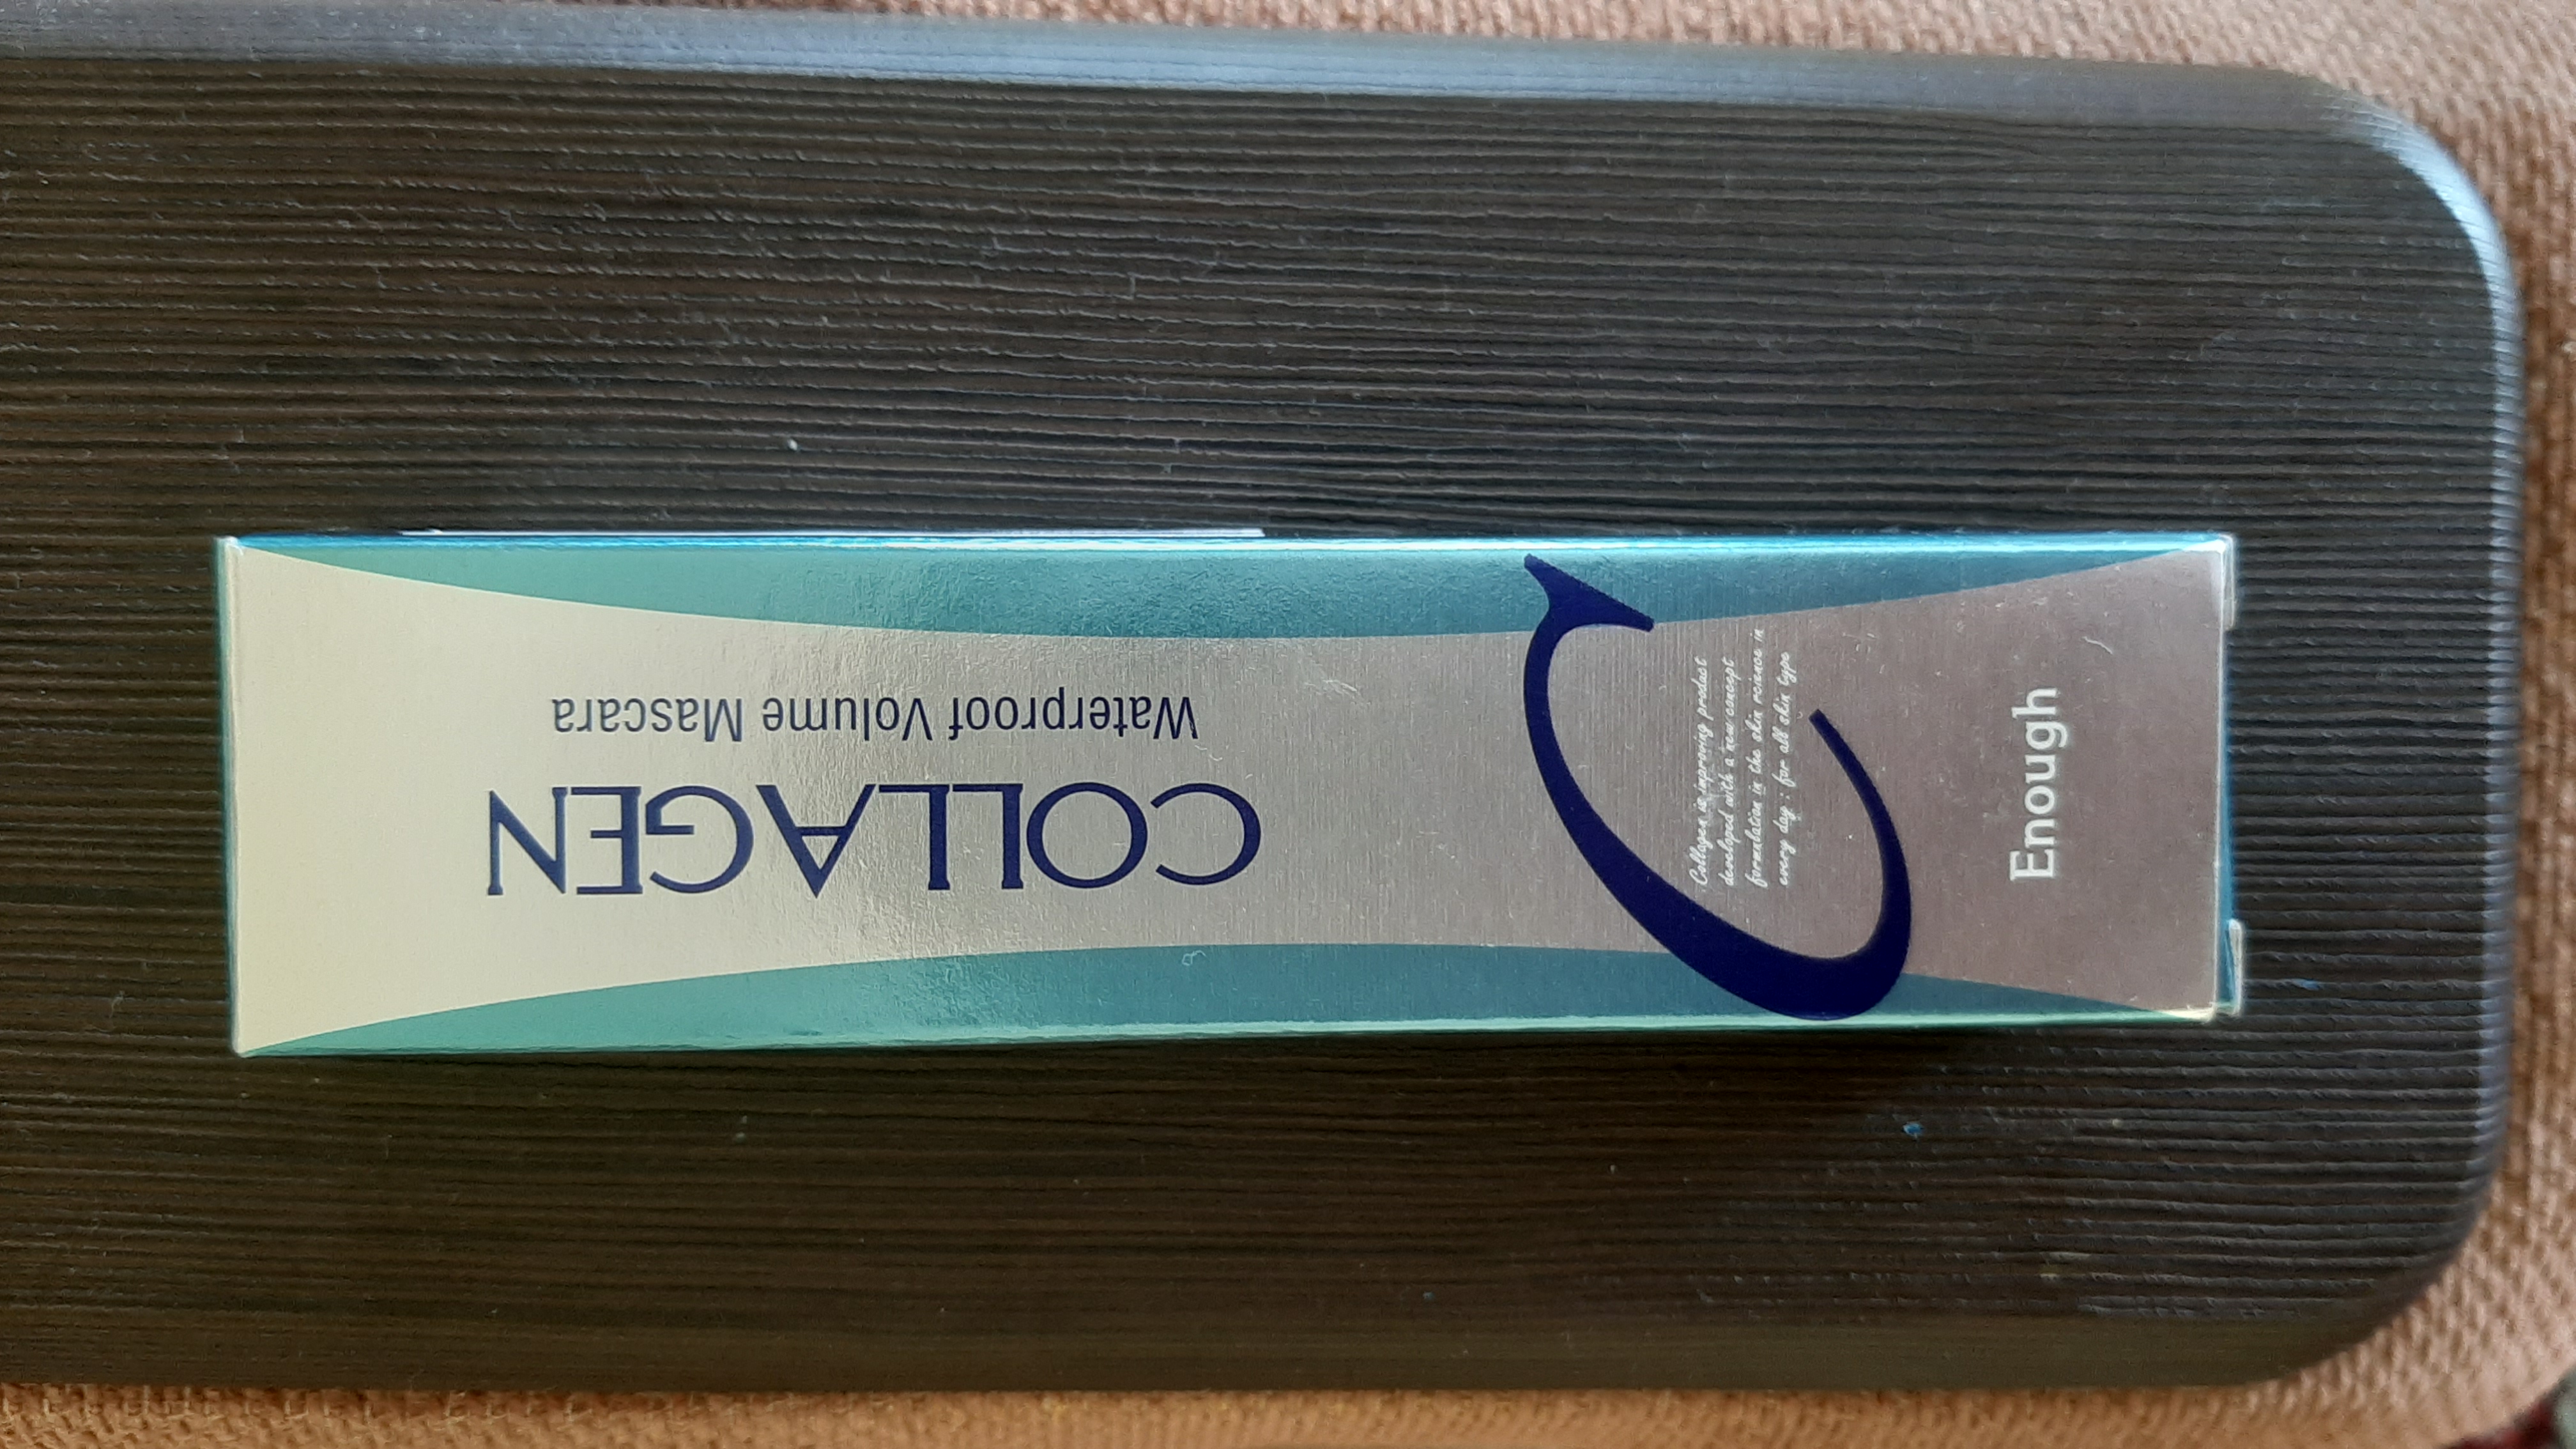 Enough
C
Collagen is improving product
developed with a new concept
formulation in the skin science in
every day. for all skin type
COLLAGEN
Waterproof Volume Mascara